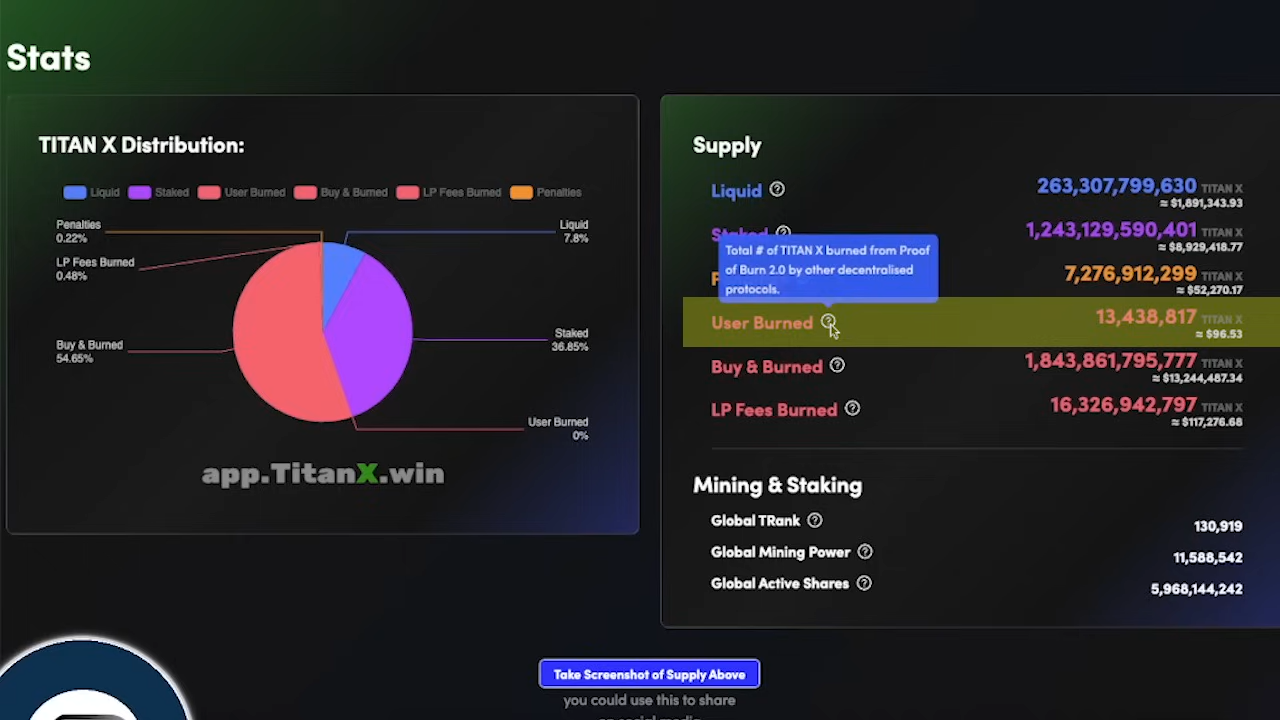 Stats
TITAN X Distribution:
Liquid Staked User Burned Buy & Burned LP Fees Burned Penalties
Penalties
0.22%
LP Fees Burned
0.48%
Buy & Burned
54.65%
Liquid
7.8%
Staked
36.85%
User Burned
0%
app.TitanX.win
Supply
Liquid
263,307,799,630 TITAN X
≈ $1,891,343.93
Staked
1,243,129,590,401 TITAN X
≈ $8,929,418.77
7,276,912,299 TITAN X
≈ $52,270.17
Total # of TITAN X burned from Proof
of Burn 2.0 by other decentralised
protocols.
User Burned
13,438,817 TITAN X
≈ $96.53
Buy & Burned
1,843,861,795,777 TITAN X
≈ $13,244,487.34
LP Fees Burned
16,326,942,797 TITAN X
≈ $117,276.68
Mining & Staking
Global TRank 130,919
Global Mining Power 11,588,542
Global Active Shares 5,968,144,242
Take Screenshot of Supply Above
you could use this to share
on social media